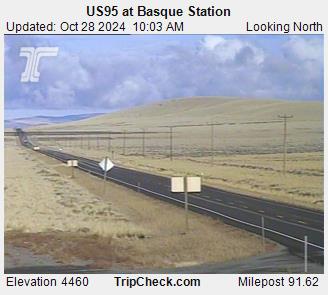 US95 at Basque Station
Updated: Oct 28 2024  10:03 AM    Looking North
Elevation 4460    TripCheck.com    Milepost 91.62